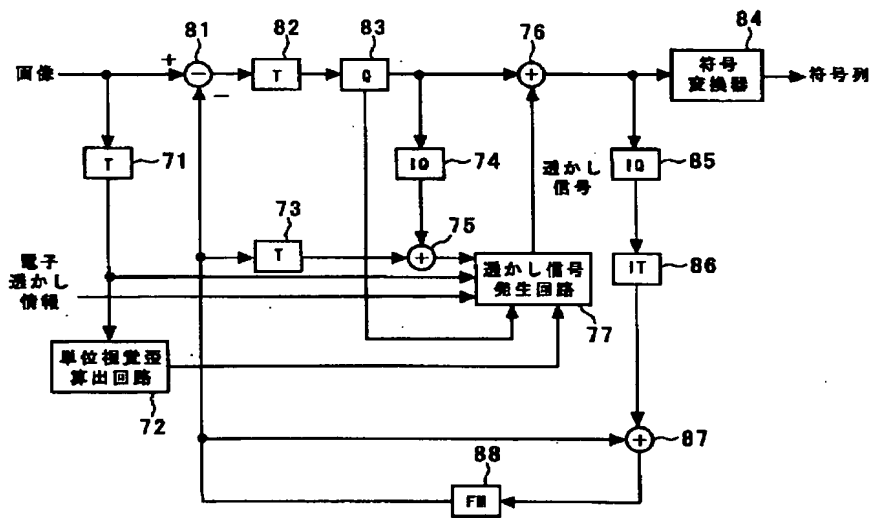 81
82
83
76
84
画像
+
−
T
Q
+
符号
変換器
符号列
−
T
71
IQ
74
透かし
信号
IQ
85
73
T
75
+
電子
透かし
情報
透かし信号
発生回路
77
IT
86
単位視覚歪
算出回路
72
+
87
88
FM